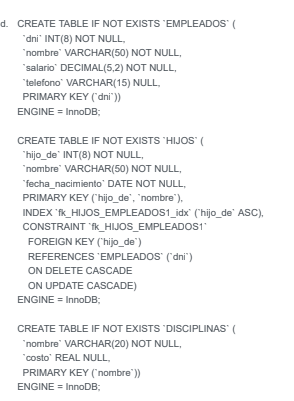 d. CREATE TABLE IF NOT EXISTS `EMPLEADOS` (
`dni` INT(8) NOT NULL,
`nombre` VARCHAR(50) NOT NULL,
`salario` DECIMAL(5,2) NOT NULL,
`telefono` VARCHAR(15) NULL,
PRIMARY KEY (`dni`))
ENGINE = InnoDB;
CREATE TABLE IF NOT EXISTS `HIJOS` (
`hijo_de` INT(8) NOT NULL,
`nombre` VARCHAR(50) NOT NULL,
`fecha_nacimiento` DATE NOT NULL,
PRIMARY KEY (`hijo_de`, `nombre`),
INDEX `fk_HIJOS_EMPLEADOS1_idx` (`hijo_de` ASC),
CONSTRAINT `fk_HIJOS_EMPLEADOS1`
FOREIGN KEY (`hijo_de`)
REFERENCES `EMPLEADOS` (`dni`)
ON DELETE CASCADE
ON UPDATE CASCADE)
ENGINE = InnoDB;
CREATE TABLE IF NOT EXISTS `DISCIPLINAS` (
`nombre` VARCHAR(20) NOT NULL,
`costo` REAL NULL,
PRIMARY KEY (`nombre`))
ENGINE = InnoDB;